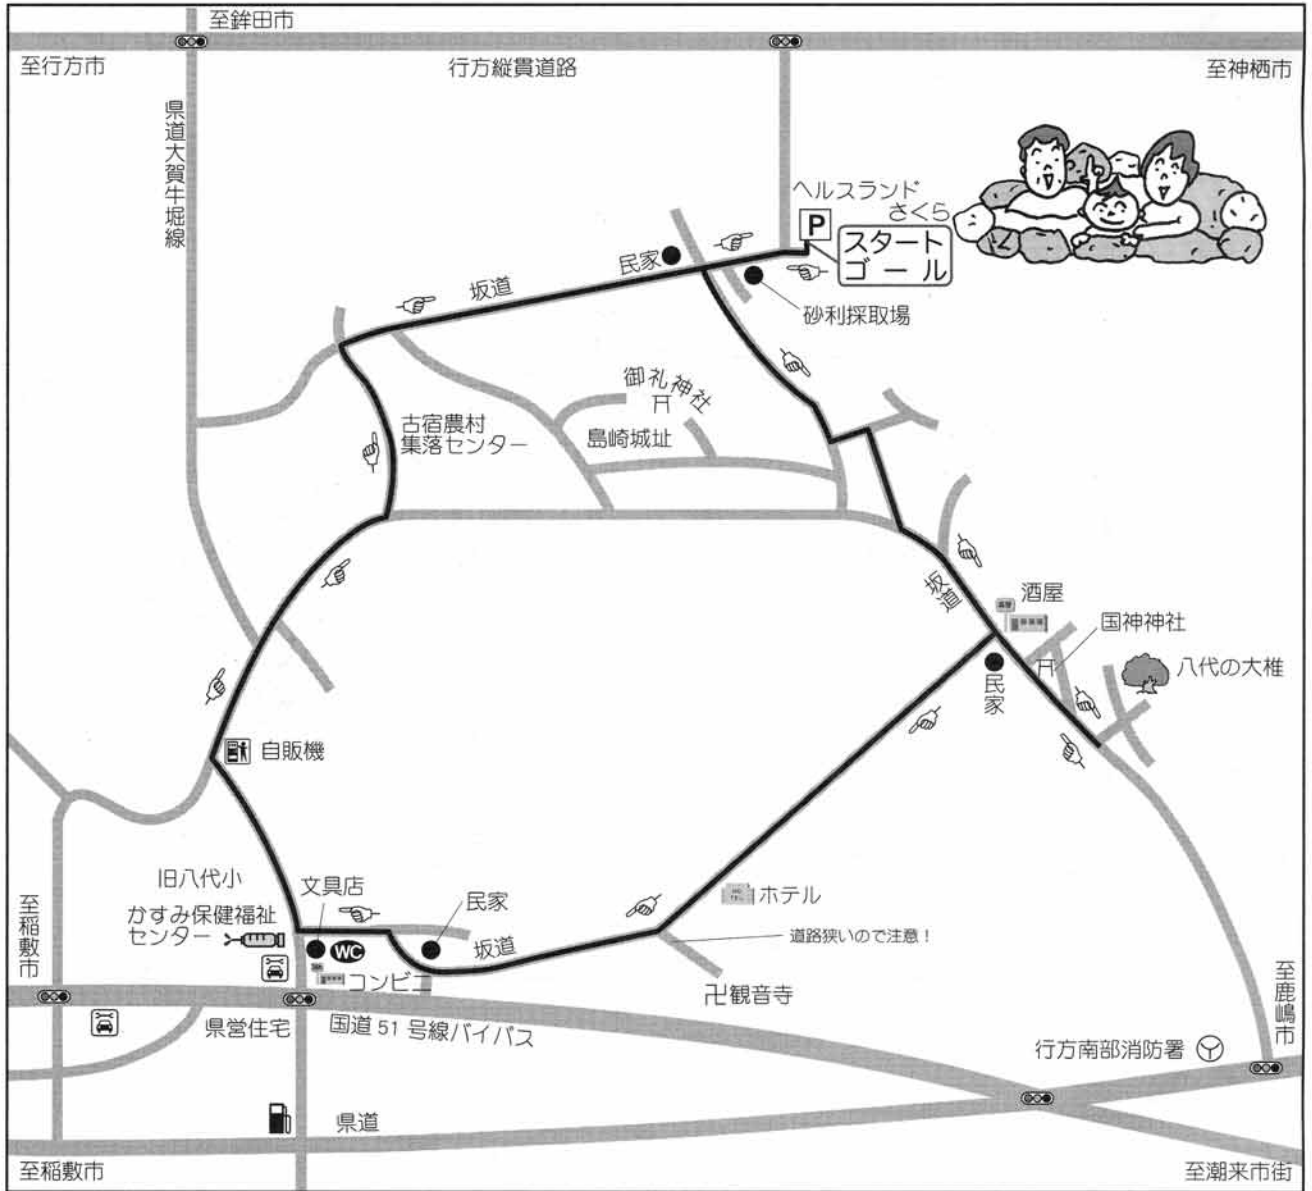 至鉾田市
至行方市
行方縦貫道路
至神栖市
県道大賀牛堀線
ヘルスランド
さくら
P
スタート
ゴール
民家
坂道
砂利採取場
御礼神社
古宿農村
集落センター
島崎城址
坂道
酒屋
国神神社
八代の大椎
民家
自販機
旧八代小
文具店
民家
ホテル
かすみ保健福祉
センター
WC
坂道
道路狭いので注意!
至稲敷市
コンビニ
卍観音寺
至鹿嶋市
県営住宅
国道51号線バイパス
行方南部消防署
県道
至稲敷市
至潮来市街